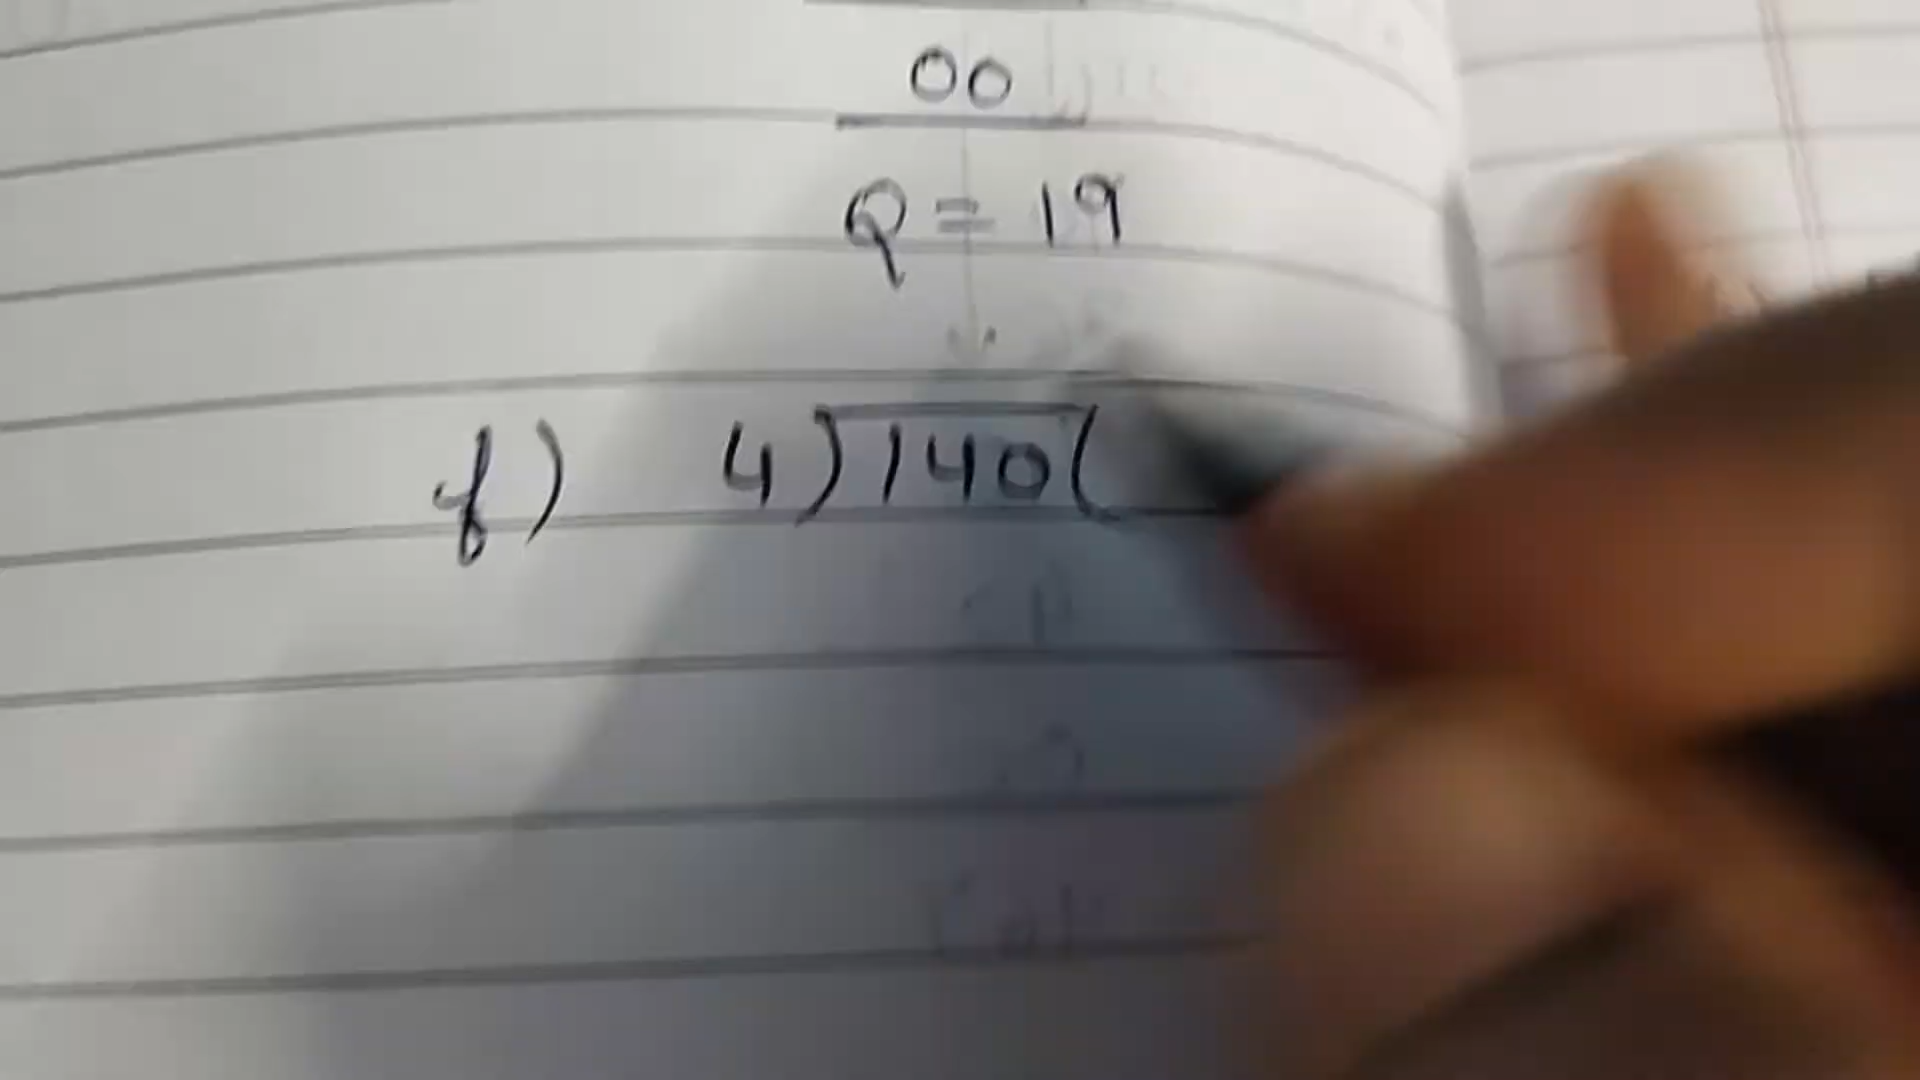 00
Q = 19
f) 4)140(